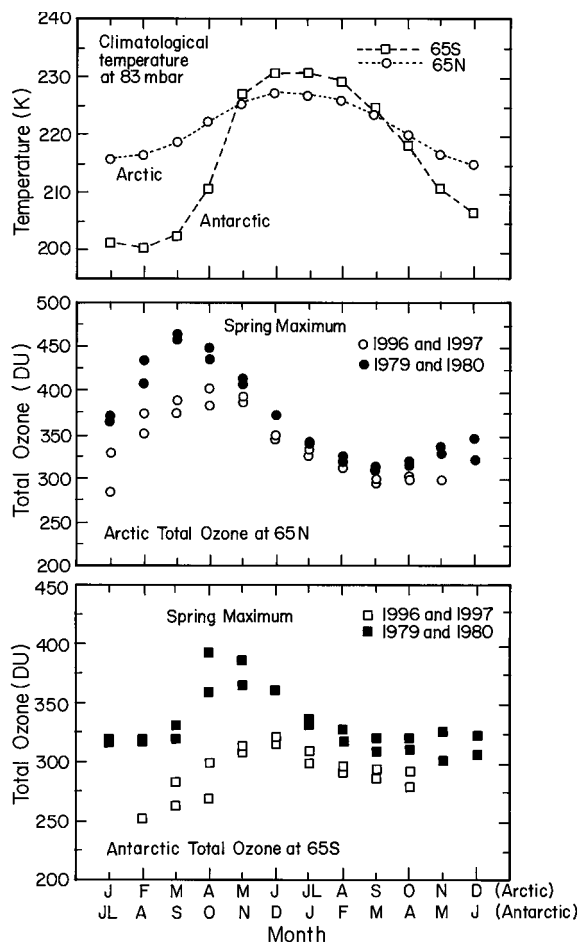 240
230
220
210
200
Temperature (K)
Climatological
temperature
at 83 mbar
65S
65N
Arctic
Antarctic
500
450
400
350
300
250
200
Total Ozone (DU)
Spring Maximum
1996 and 1997
1979 and 1980
Arctic Total Ozone at 65N
450
400
350
300
250
200
Total Ozone (DU)
Spring Maximum
1996 and 1997
1979 and 1980
Antarctic Total Ozone at 65S
J F M A M J JL A S O N D (Arctic)
JL A S O N D J F M A M J (Antarctic)
Month